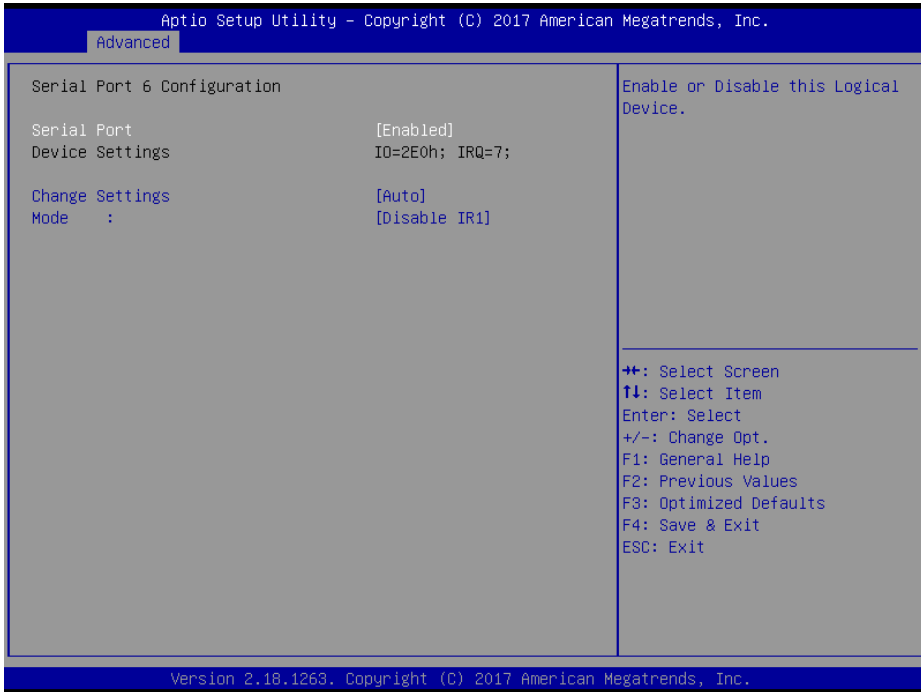 Aptio Setup Utility – Copyright (C) 2017 American Megatrends, Inc.
Advanced
Serial Port 6 Configuration
Serial Port [Enabled]
Device Settings IO=2E0h; IRQ=7;
Change Settings [Auto]
Mode : [Disable IR1]
Enable or Disable this Logical
Device.
→←: Select Screen
↑↓: Select Item
Enter: Select
+/-: Change Opt.
F1: General Help
F2: Previous Values
F3: Optimized Defaults
F4: Save & Exit
ESC: Exit
Version 2.18.1263. Copyright (C) 2017 American Megatrends, Inc.